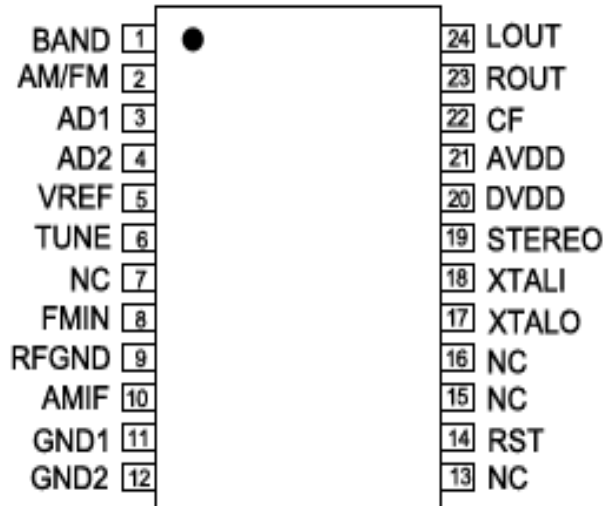 BAND 1 24 LOUT
AM/FM 2 23 ROUT
AD1 3 22 CF
AD2 4 21 AVDD
VREF 5 20 DVDD
TUNE 6 19 STEREO
NC 7 18 XTALI
FMIN 8 17 XTALO
RFGND 9 16 NC
AMIF 10 15 NC
GND1 11 14 RST
GND2 12 13 NC